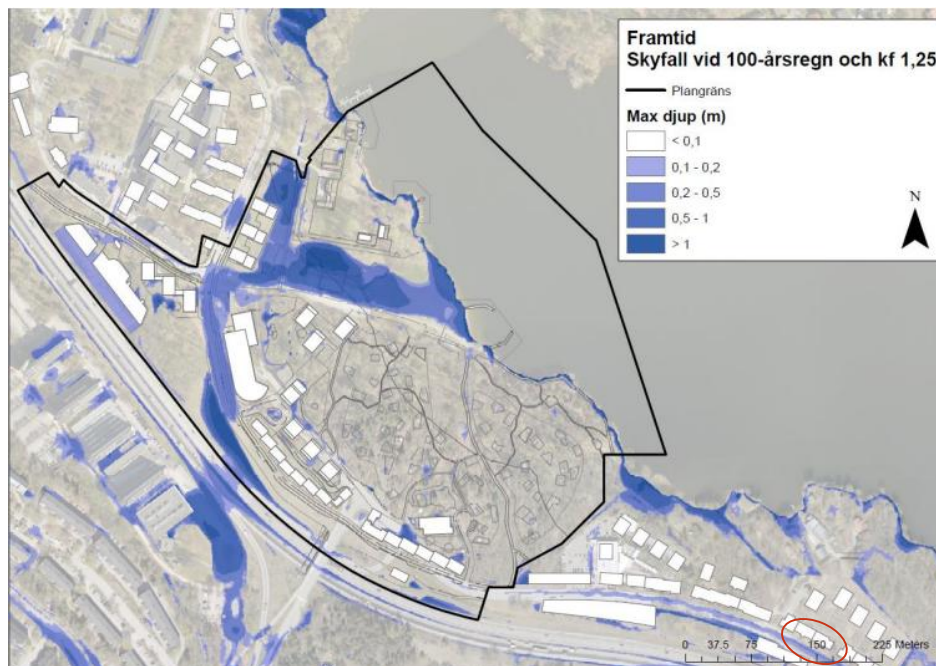 Framtid
Skyfall vid 100-årsregn och kf 1,25
Plangräns
Max djup (m)
< 0,1
0,1 - 0,2
0,2 - 0,5
0,5 - 1
> 1
N
0 37.5 75 150 225 Meters